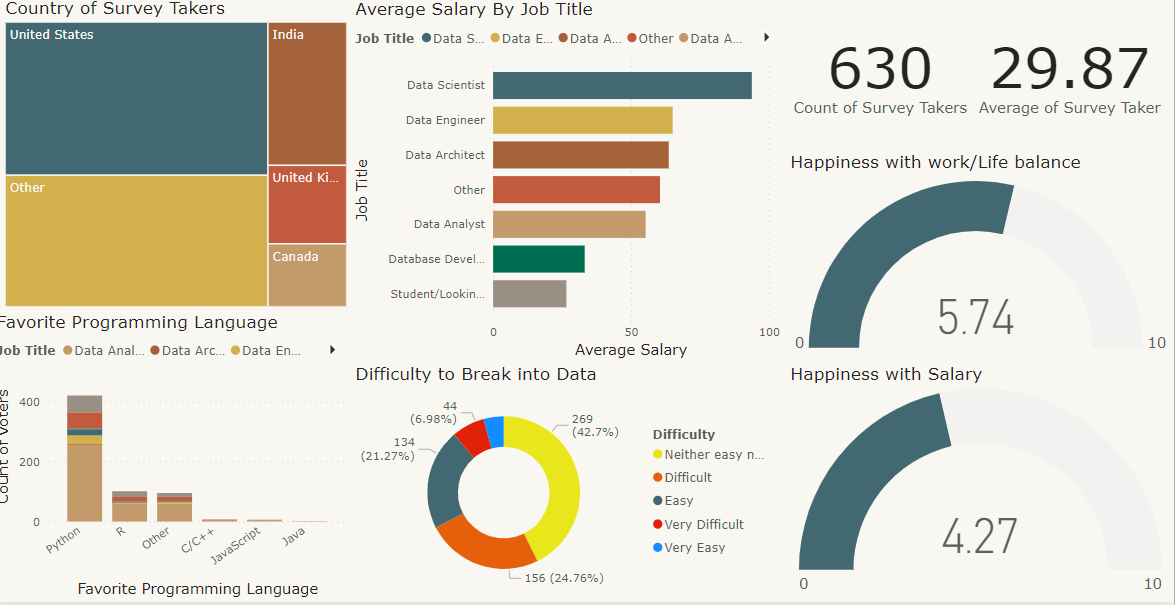 Country of Survey Takers
United States
India
Other
United Ki...
Canada
Average Salary By Job Title
Job Title Data S... Data E... Data A... Other Data A...
Job Title
Data Scientist
Data Engineer
Data Architect
Other
Data Analyst
Database Devel...
Student/Lookin...
0 50 100
Average Salary
630
Count of Survey Takers
29.87
Average of Survey Taker
Happiness with work/Life balance
5.74
0 10
Favorite Programming Language
Job Title Data Anal... Data Arc... Data En...
Count of Voters
400
200
0
Python R Other C/C++ JavaScript Java
Favorite Programming Language
Difficulty to Break into Data
44
(6.98%)
269
(42.7%)
134
(21.27%)
156 (24.76%)
Difficulty
Neither easy n...
Difficult
Easy
Very Difficult
Very Easy
Happiness with Salary
4.27
0 10